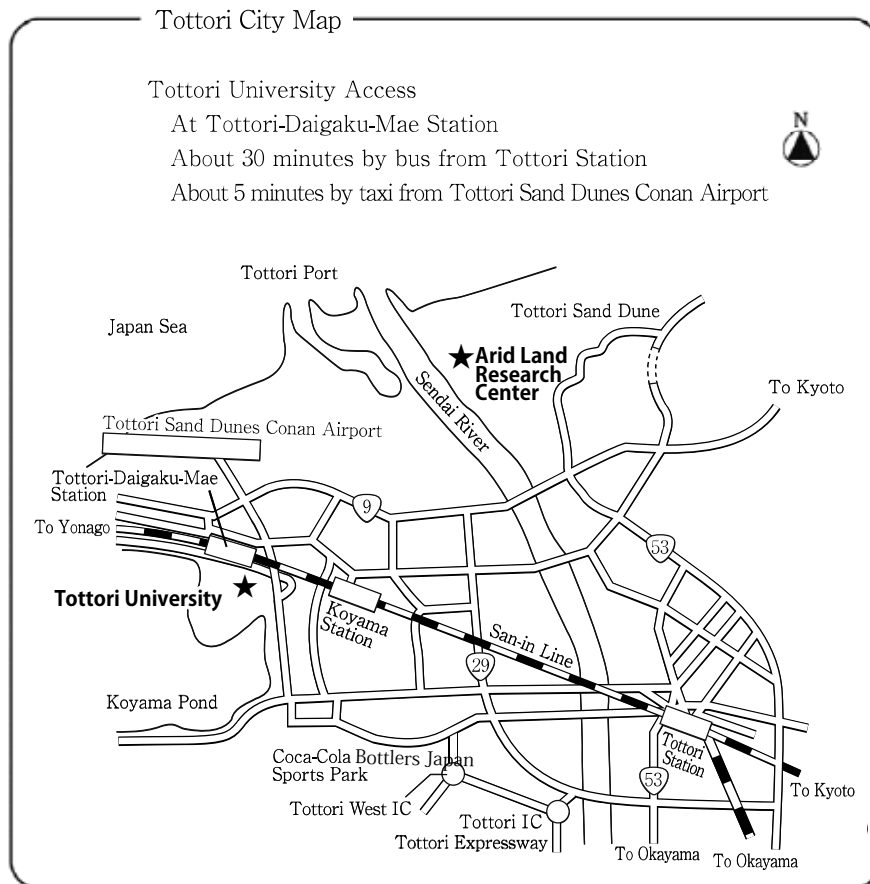 Tottori City Map
Tottori University Access
At Tottori-Daigaku-Mae Station
About 30 minutes by bus from Tottori Station
About 5 minutes by taxi from Tottori Sand Dunes Conan Airport
N
Tottori Port
Tottori Sand Dune
Japan Sea
Arid Land
Research
Center
Sendai River
To Kyoto
Tottori Sand Dunes Conan Airport
Tottori-Daigaku-Mae
Station
9
To Yonago
53
Tottori University
Koyama
Station
San-in Line
29
Koyama Pond
Tottori
Station
Coca-Cola Bottlers Japan
Sports Park
53
To Kyoto
Tottori West IC
Tottori IC
Tottori Expressway
To Okayama
To Okayama